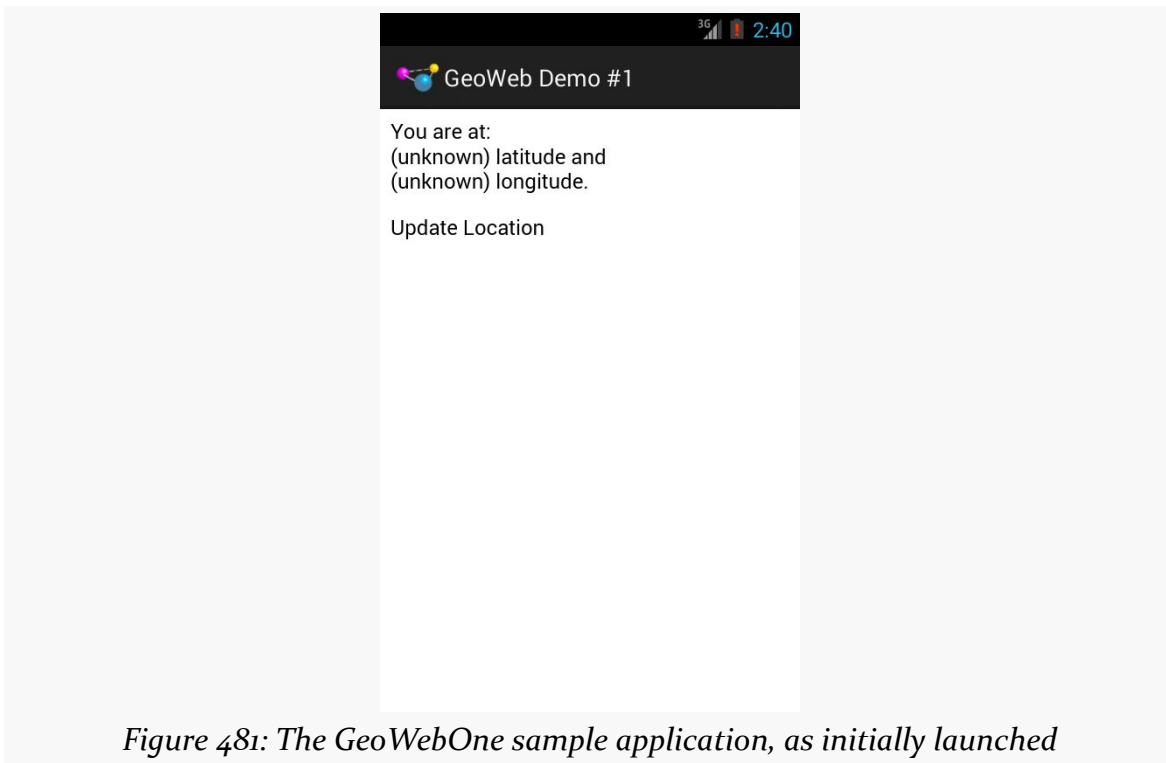 3G 2:40
GeoWeb Demo #1
You are at:
(unknown) latitude and
(unknown) longitude.
Update Location
Figure 481: The GeoWebOne sample application, as initially launched